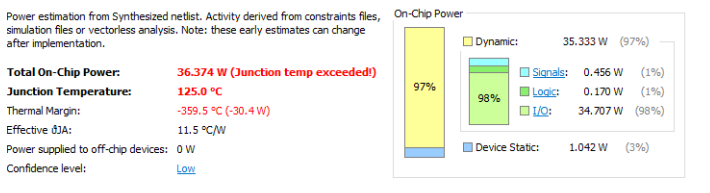 Power estimation from Synthesized netlist. Activity derived from constraints files,
simulation files or vectorless analysis. Note: these early estimates can change
after implementation.
Total On-Chip Power: 36.374 W (Junction temp exceeded!)
Junction Temperature: 125.0 °C
Thermal Margin: -359.5 °C (-30.4 W)
Effective ϑJA: 11.5 °C/W
Power supplied to off-chip devices: 0 W
Confidence level: Low
On-Chip Power
97%
Dynamic: 35.333 W (97%)
98%
Signals: 0.456 W (1%)
Logic: 0.170 W (1%)
I/O: 34.707 W (98%)
Device Static: 1.042 W (3%)